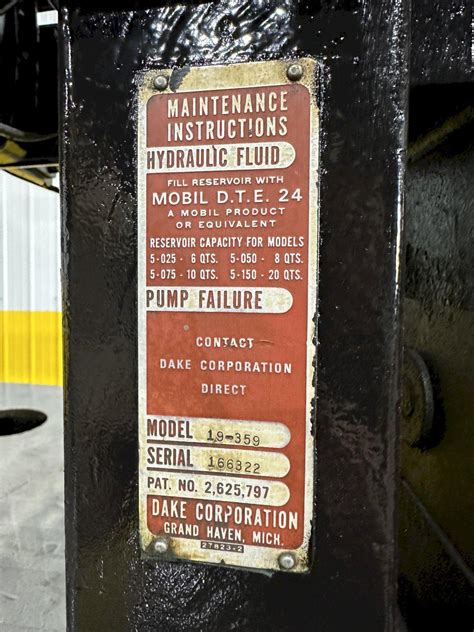 MAINTENANCE
INSTRUCTIONS
HYDRAULIC FLUID
FILL RESERVOIR WITH
MOBIL D.T.E. 24
A MOBIL PRODUCT
OR EQUIVALENT
RESERVOIR CAPACITY FOR MODELS
5-025 - 6 QTS. 5-050 - 8 QTS.
5-075 - 10 QTS. 5-150 - 20 QTS.
PUMP FAILURE
CONTACT
DAKE CORPORATION
DIRECT
MODEL 19-359
SERIAL 166322
PAT. NO. 2,625,797
DAKE CORPORATION
GRAND HAVEN, MICH.
27823-2